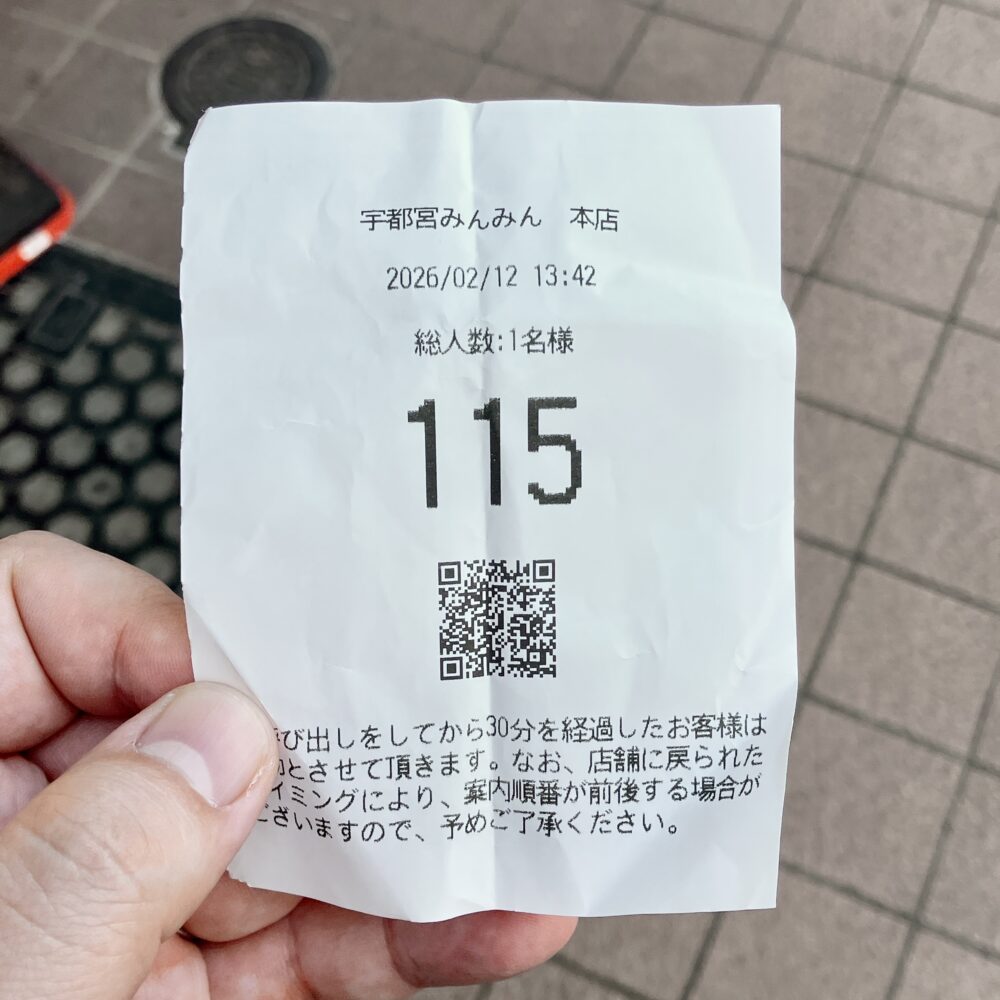 宇都宮みんみん　本店
2026/02/12 13:42
総人数:1名様
115
び出しをしてから30分を経過したお客様は
とさせて頂きます。なお、店舗に戻られた
イミングにより、案内順番が前後する場合が
ございますので、予めご了承ください。